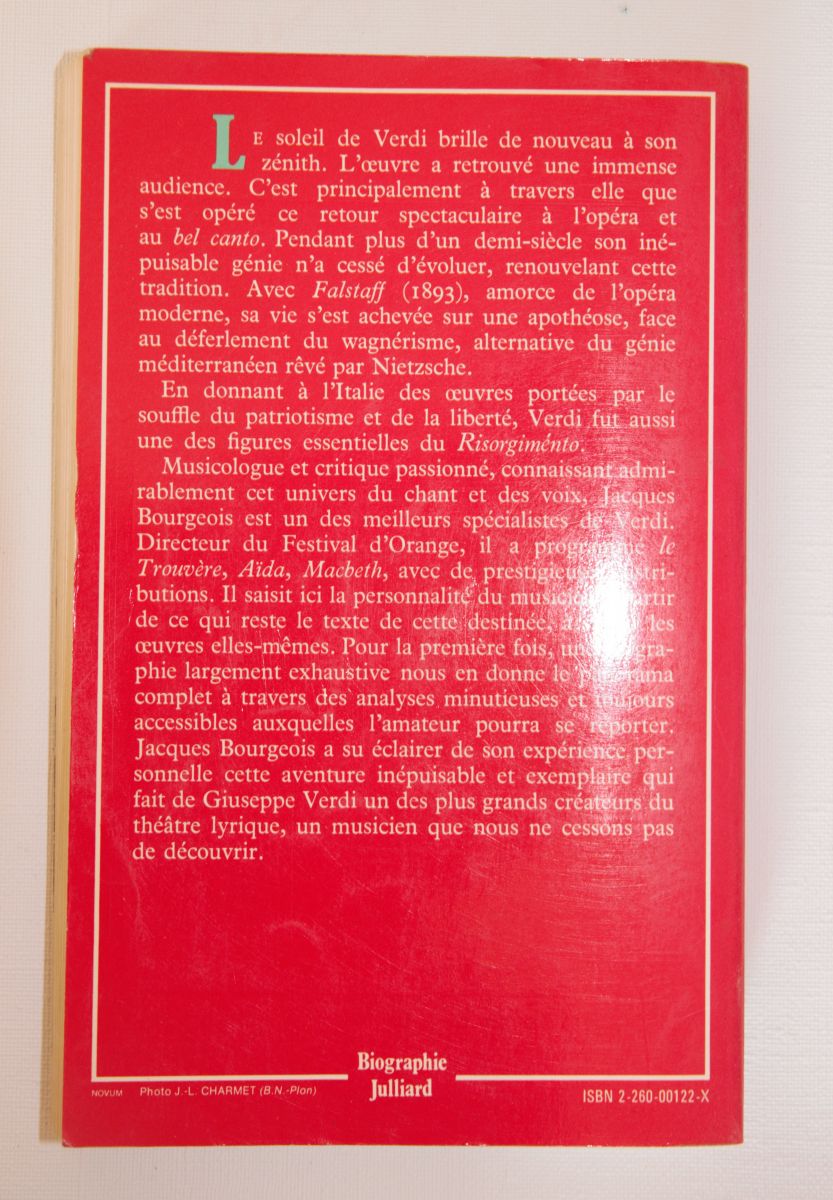 LE soleil de Verdi brille de nouveau à son
zénith. L'œuvre a retrouvé une immense
audience. C'est principalement à travers elle que
s'est opéré ce retour spectaculaire à l'opéra et
au bel canto. Pendant plus d'un demi-siècle son iné-
puisable génie n'a cessé d'évoluer, renouvelant cette
tradition. Avec Falstaff (1893), amorce de l'opéra
moderne, sa vie s'est achevée sur une apothéose, face
au déferlement du wagnérisme, alternative du génie
méditerranéen rêvé par Nietzsche.
En donnant à l'Italie des œuvres portées par le
souffle du patriotisme et de la liberté, Verdi fut aussi
une des figures essentielles du Risorgiménto.
Musicologue et critique passionné, connaissant admi-
rablement cet univers du chant et des voix, Jacques
Bourgeois est un des meilleurs spécialistes de Verdi.
Directeur du Festival d'Orange, il a programmé le
Trouvère, Aïda, Macbeth, avec de
butions. Il saisit ici la personnalité du
de ce qui reste le texte de cette destinée, les
œuvres elles-mêmes. Pour la première fois,
phie largement exhaustive nous en donne le panorama
complet à travers des analyses minutieuses et toujours
accessibles auxquelles l'amateur pourra se reporter.
Jacques Bourgeois a su éclairer de son expérience per-
sonnelle cette aventure inépuisable et exemplaire qui
fait de Giuseppe Verdi un des plus grands créateurs du
théâtre lyrique, un musicien que nous ne cessons pas
de découvrir.
Biographie
Julliard
NOVUM Photo J.-L. CHARMET (B.N.-Plon)
ISBN 2-260-00122-X